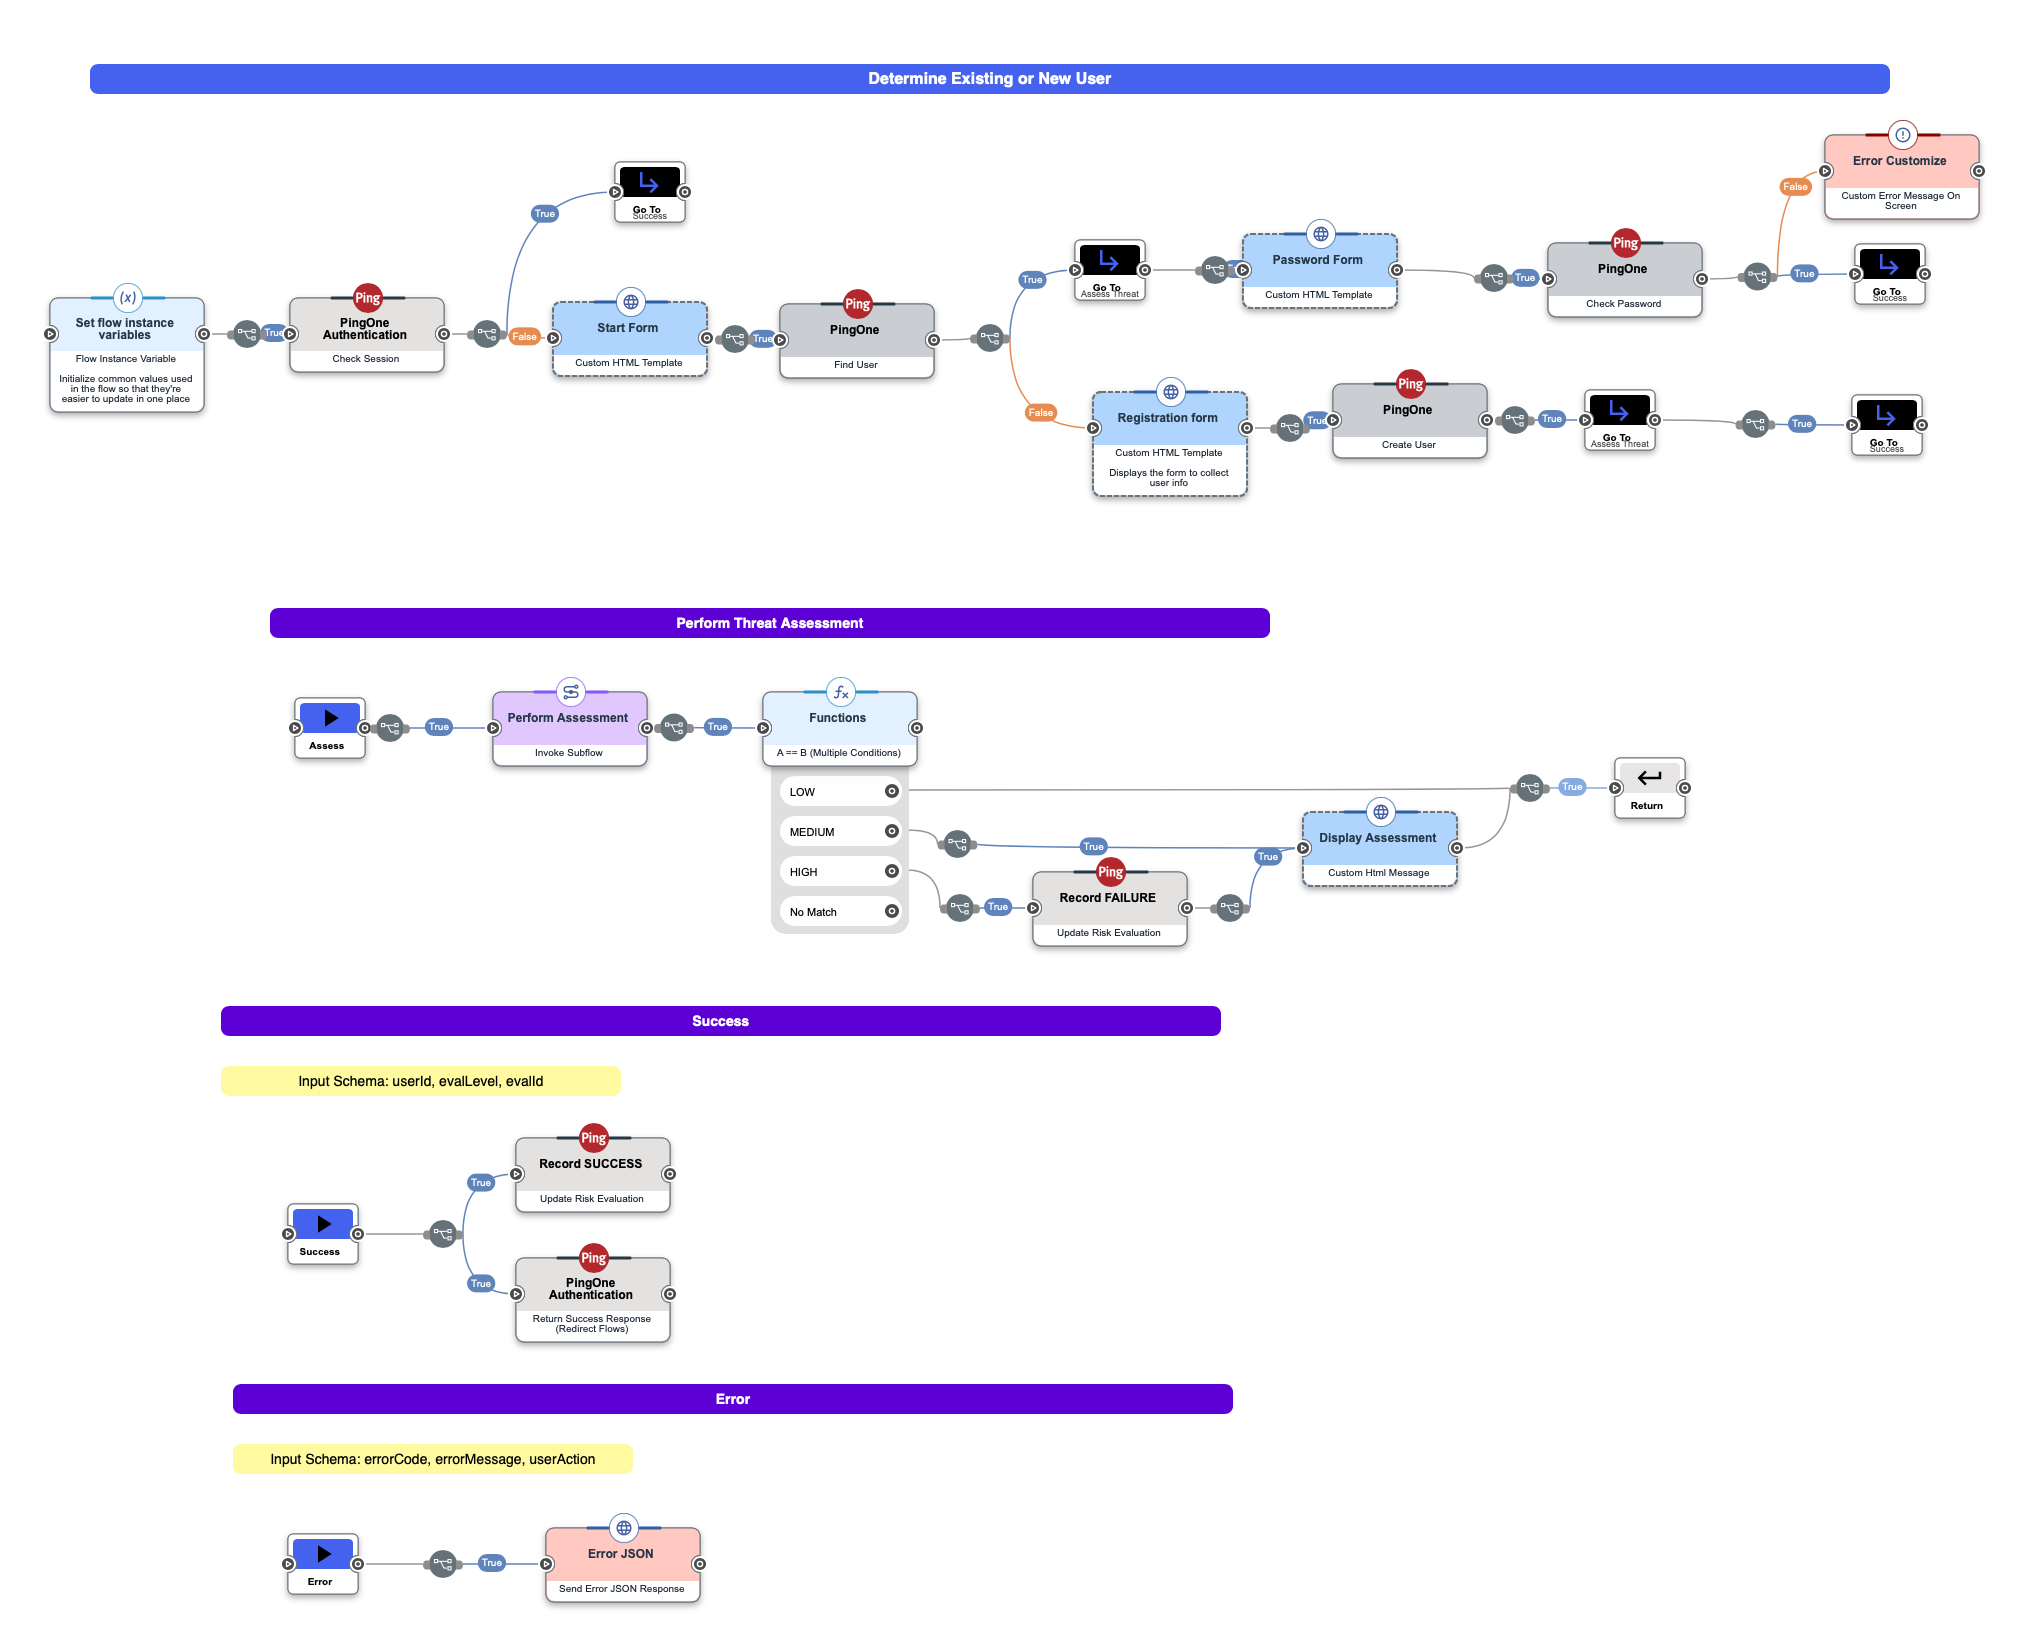 Determine Existing or New User
Error Customize
Custom Error Message On
Screen
False
True
Go To
Success
True
Go To
Assess Threat
Password Form
Custom HTML Template
True
Ping
PingOne
Check Password
True
Go To
Success
Set flow instance
variables
Flow Instance Variable
Initialize common values used
in the flow so that they're
easier to update in one place
True
Ping
PingOne
Authentication
Check Session
False
Start Form
Custom HTML Template
True
Ping
PingOne
Find User
False
Registration form
Custom HTML Template
Displays the form to collect
user info
True
Ping
PingOne
Create User
True
Go To
Assess Threat
True
Go To
Success
Perform Threat Assessment
Assess
True
Perform Assessment
Invoke Subflow
True
Functions
A == B (Multiple Conditions)
LOW
MEDIUM
HIGH
No Match
True
True
Ping
Record FAILURE
Update Risk Evaluation
True
Display Assessment
Custom Html Message
True
Return
Success
Input Schema: userId, evalLevel, evalId
Success
True
Ping
Record SUCCESS
Update Risk Evaluation
True
Ping
PingOne
Authentication
Return Success Response
(Redirect Flows)
Error
Input Schema: errorCode, errorMessage, userAction
Error
True
Error JSON
Send Error JSON Response